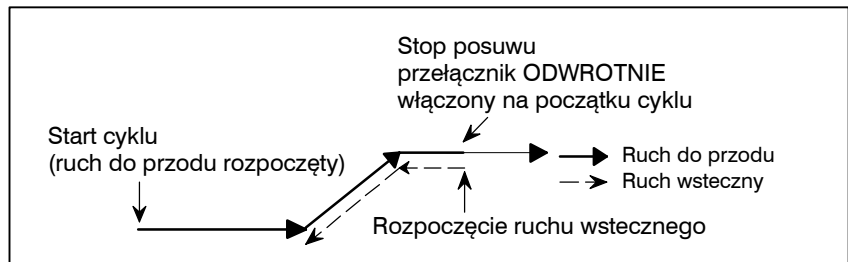 Stop posuwu
przełącznik ODWROTNIE
włączony na początku cyklu
Start cyklu
(ruch do przodu rozpoczęty)
Ruch do przodu
Ruch wsteczny
Rozpoczęcie ruchu wstecznego